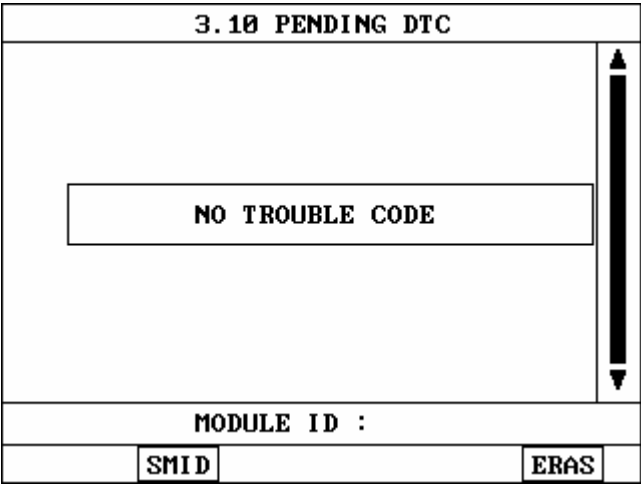 3.10 PENDING DTC
NO TROUBLE CODE
MODULE ID :
SMID ERAS